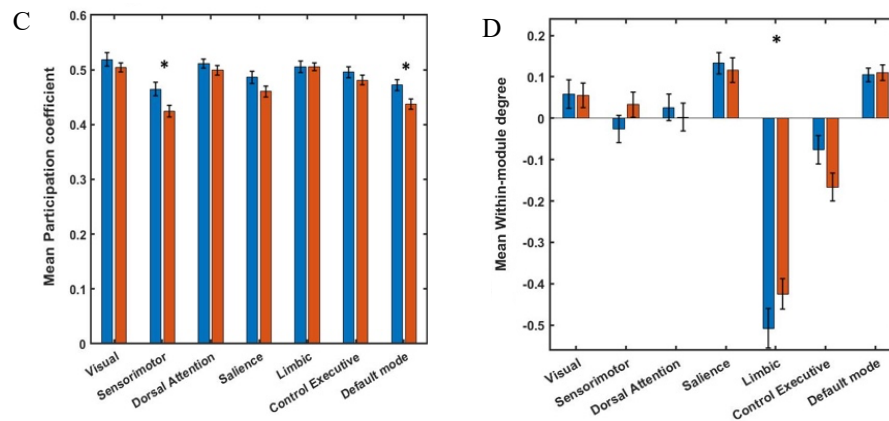 C
Mean Participation coefficient
0.6
0.5
0.4
0.3
0.2
0.1
0
*
*
Visual
Sensorimotor
Dorsal Attention
Salience
Limbic
Control Executive
Default mode
D
Mean Within-module degree
0.2
0.1
0
-0.1
-0.2
-0.3
-0.4
-0.5
*
Visual
Sensorimotor
Dorsal Attention
Salience
Limbic
Control Executive
Default mode